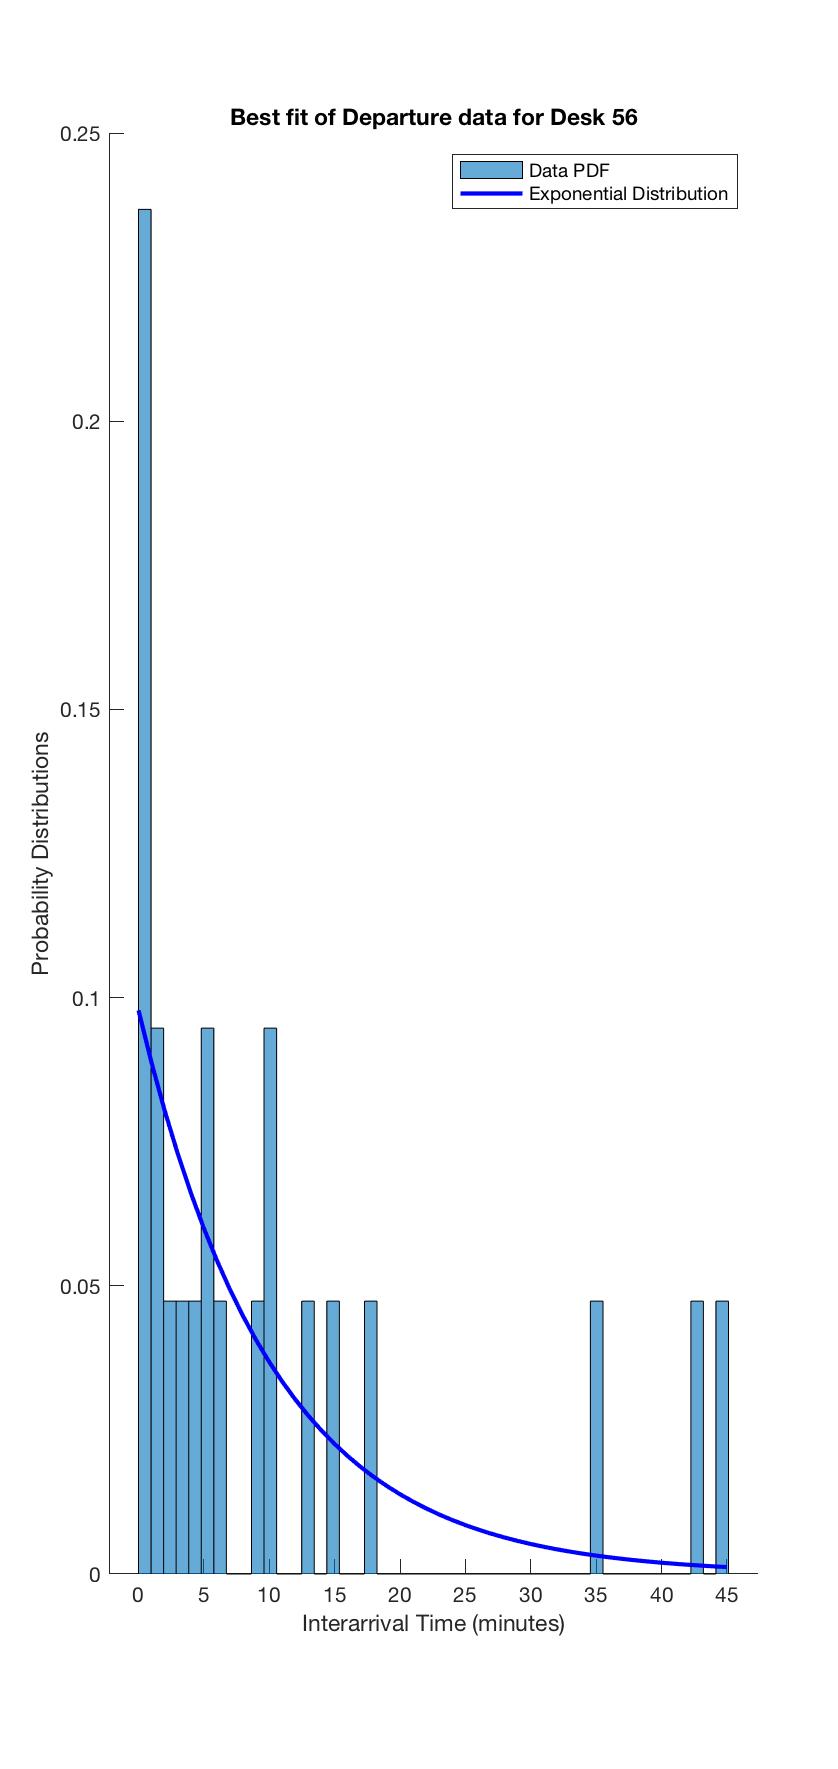 Best fit of Departure data for Desk 56
Data PDF
Exponential Distribution
0.25
0.2
0.15
0.1
0.05
0
Probability Distributions
0 5 10 15 20 25 30 35 40 45
Interarrival Time (minutes)